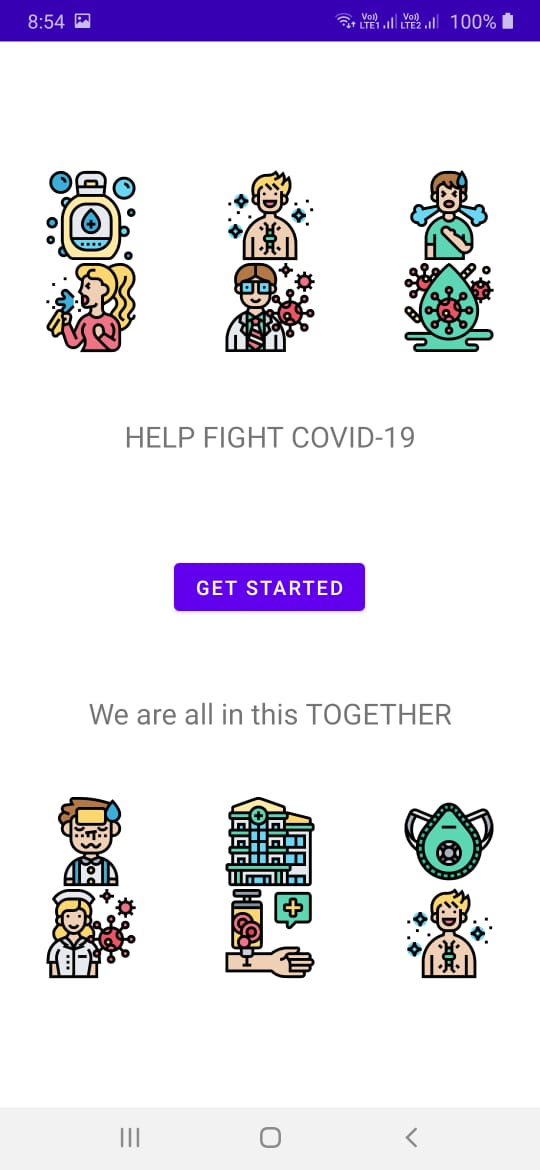 8:54 Vo)) LTE1 Vo)) LTE2 100%
HELP FIGHT COVID-19
GET STARTED
We are all in this TOGETHER